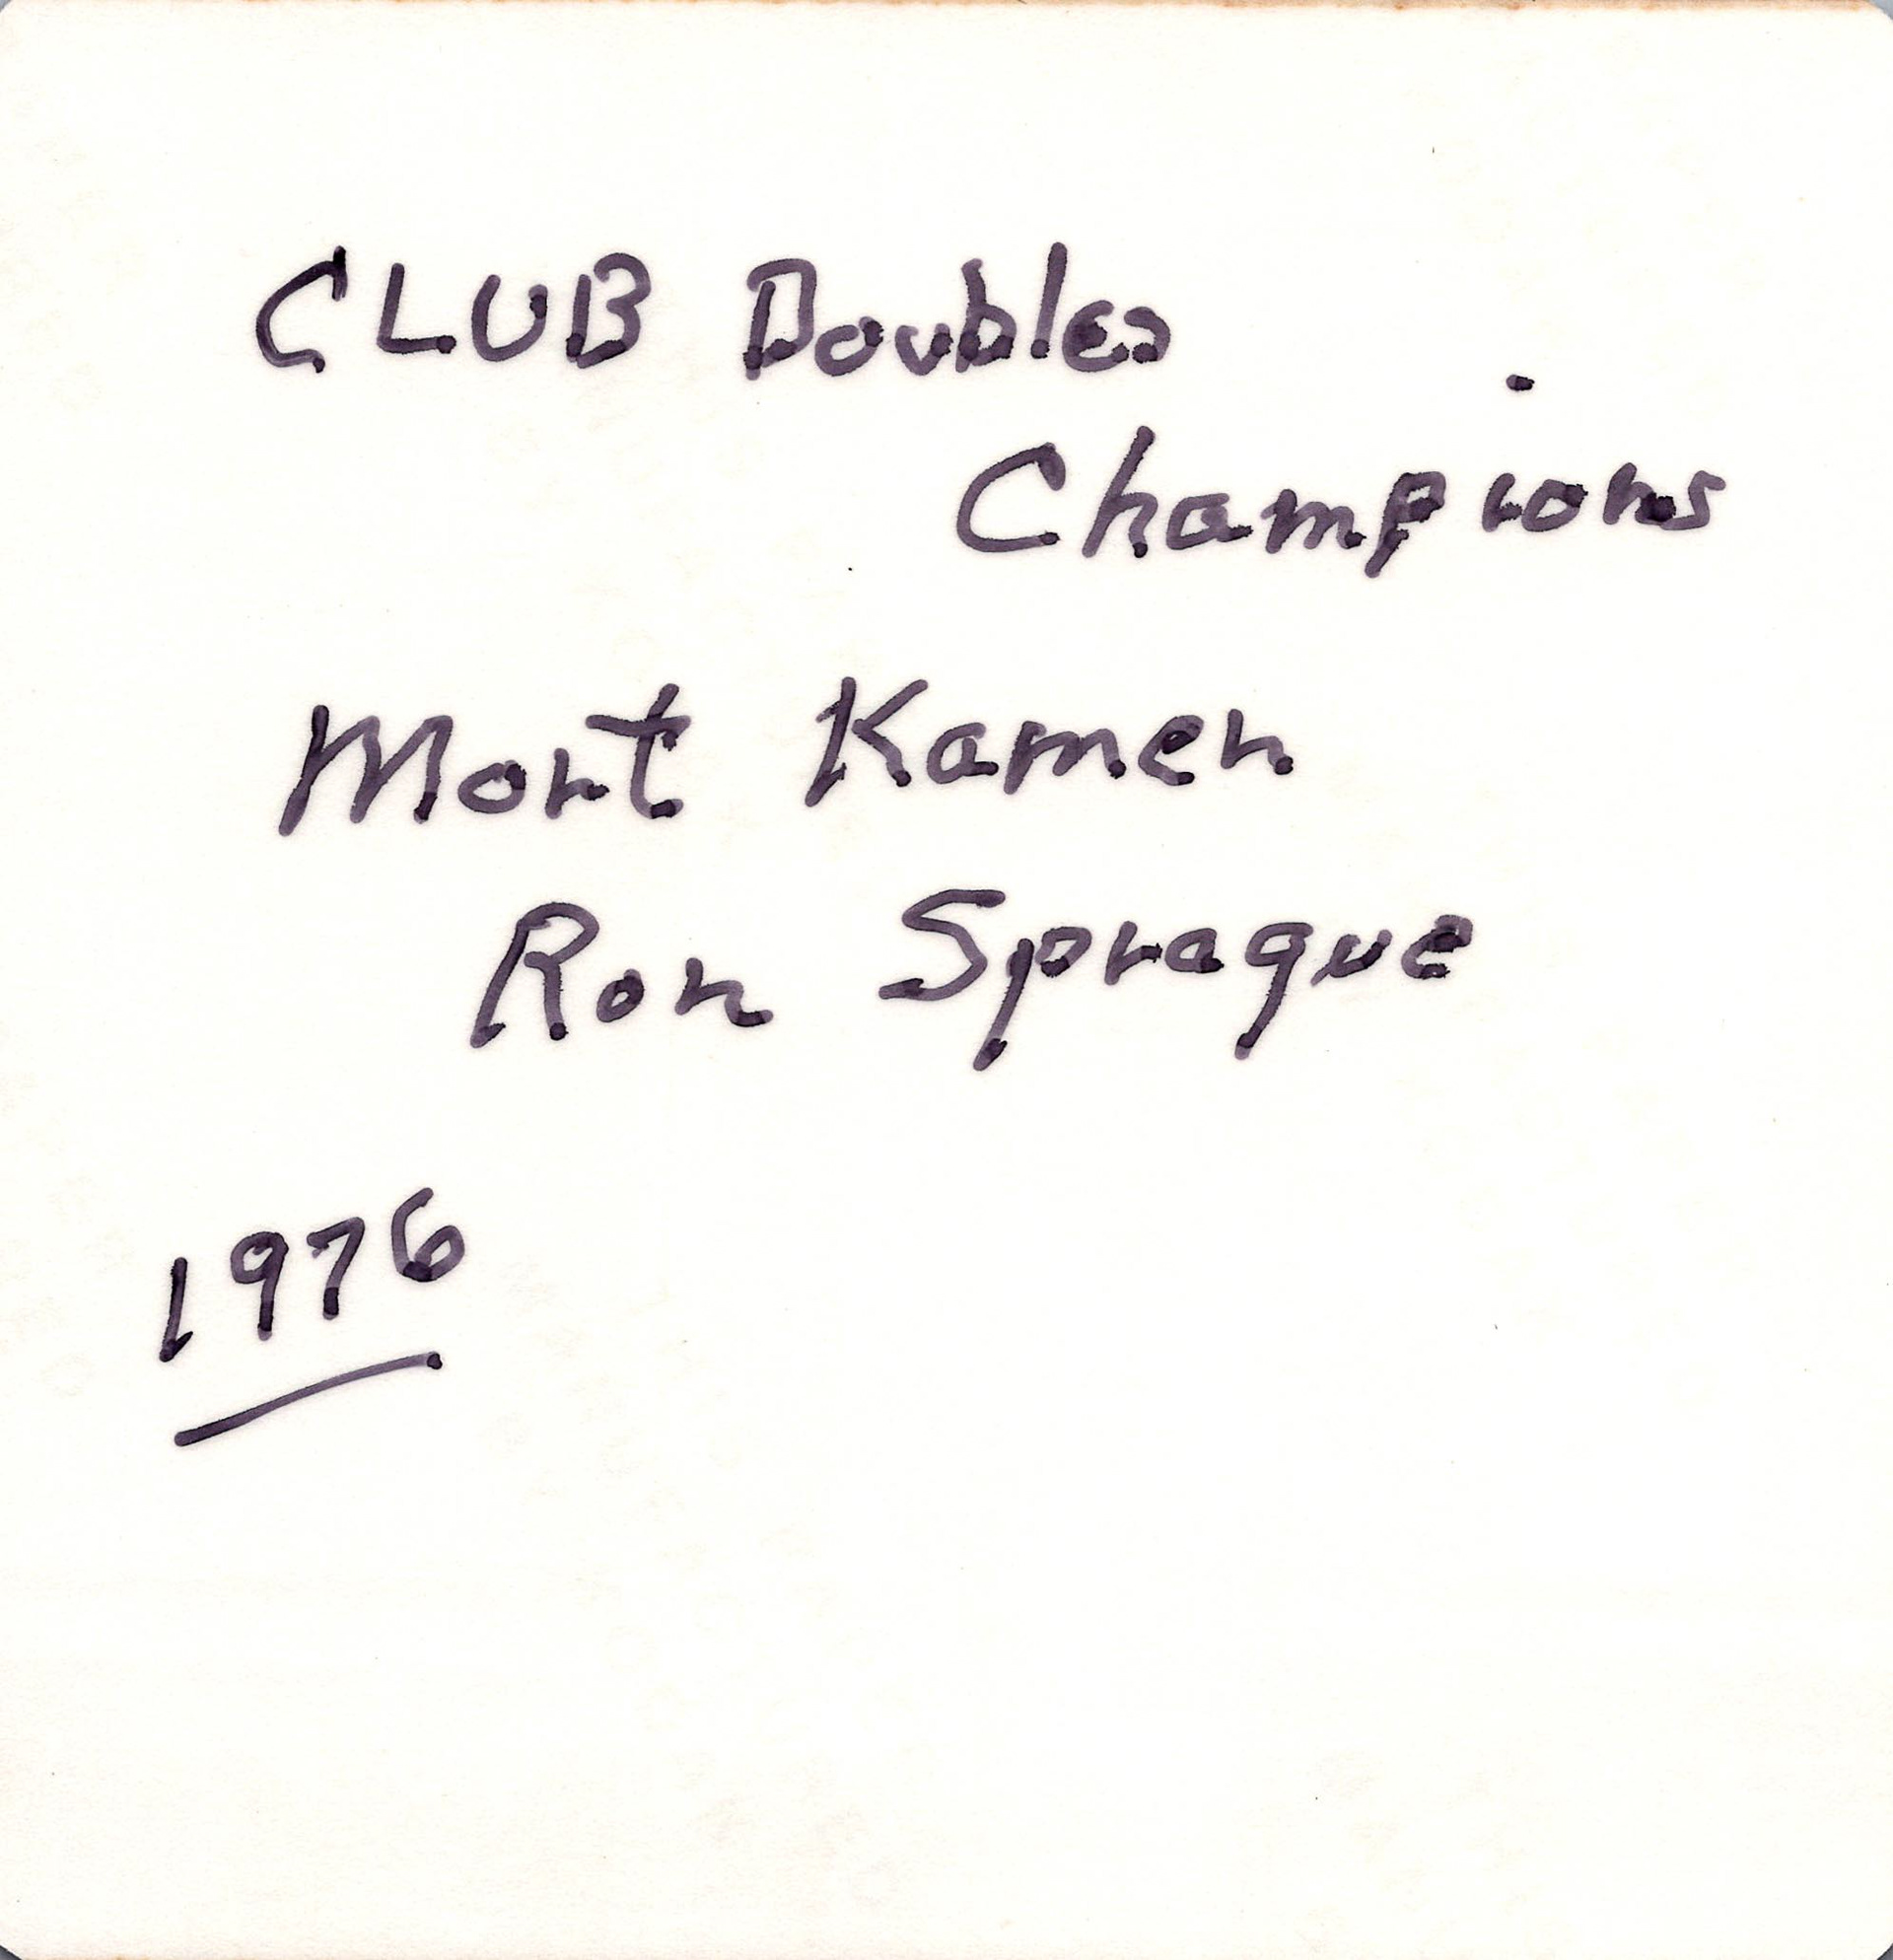 CLUB Doubles
Champions
Mort Kamen
Ron Sprague
1976